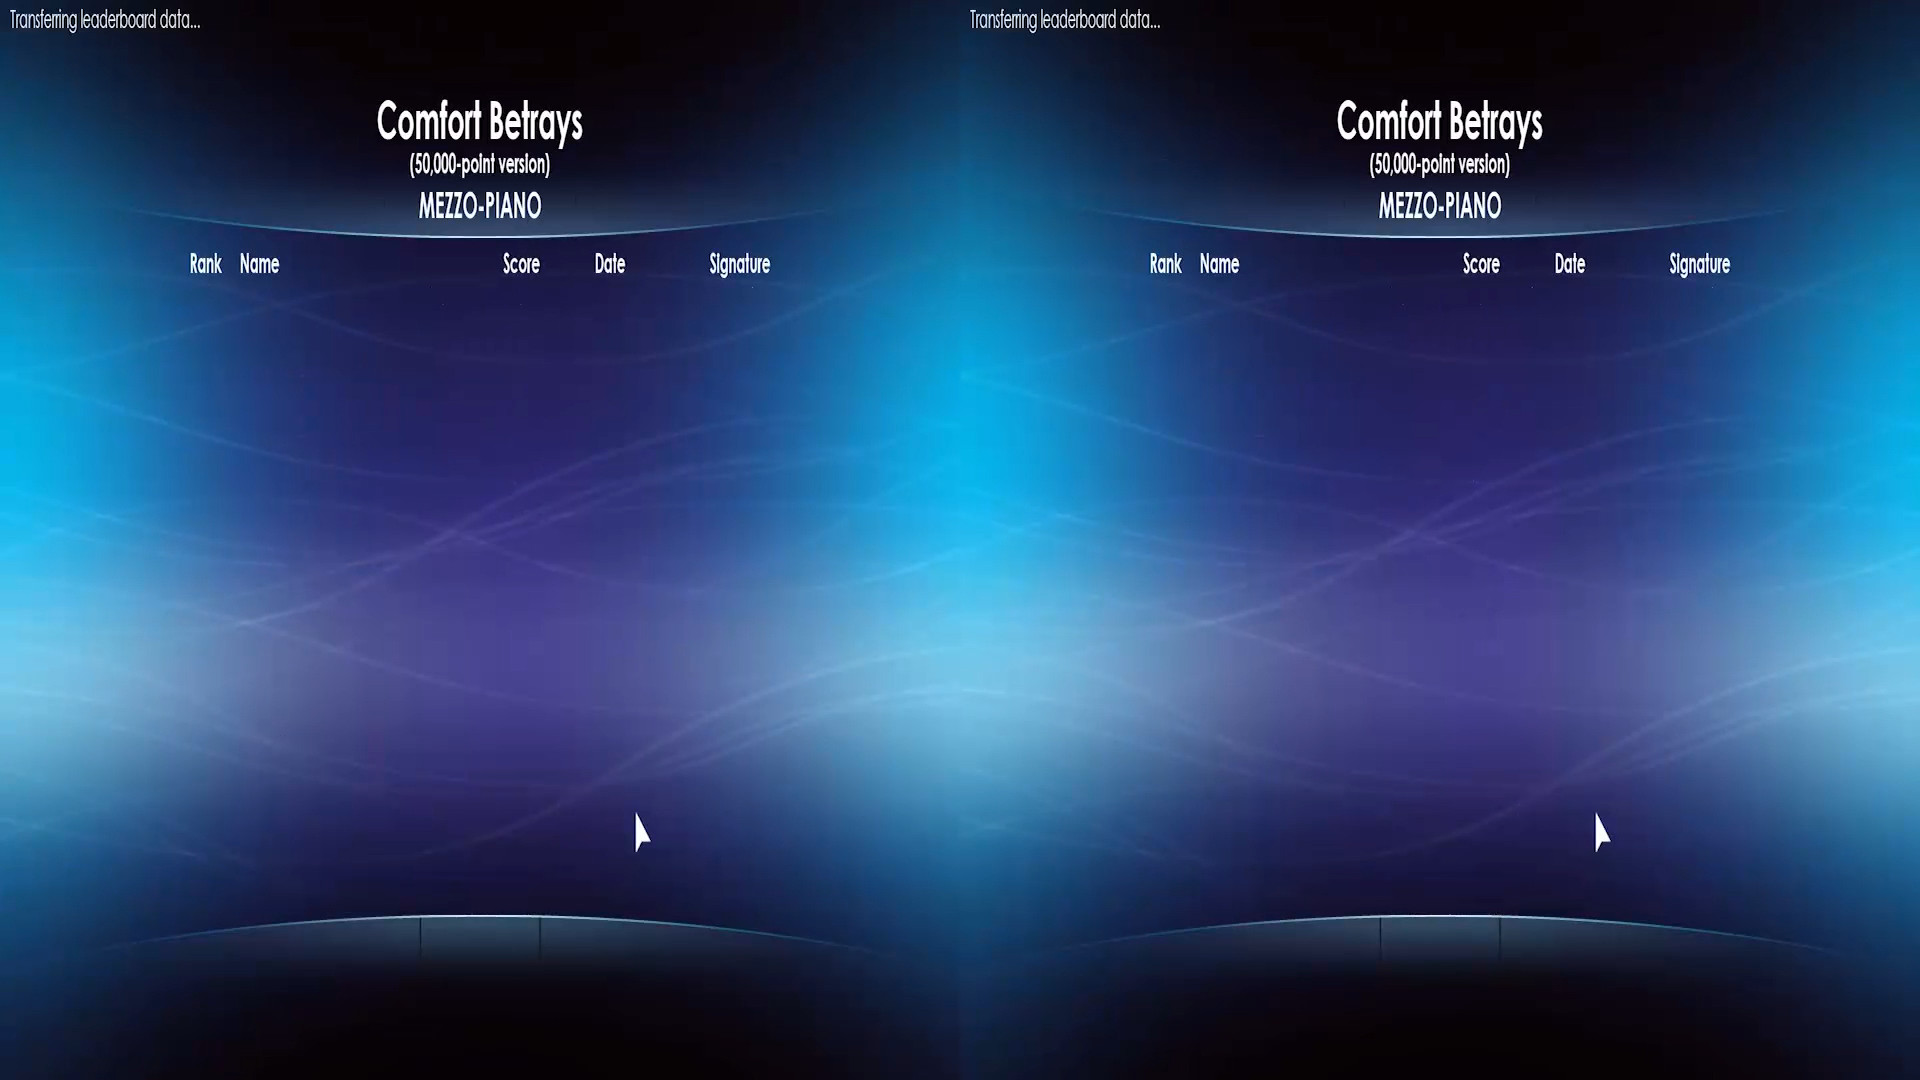 Transferring leaderboard data...
Comfort Betrays
(50,000-point version)
MEZZO-PIANO
Rank Name Score Date Signature
Transferring leaderboard data...
Comfort Betrays
(50,000-point version)
MEZZO-PIANO
Rank Name Score Date Signature